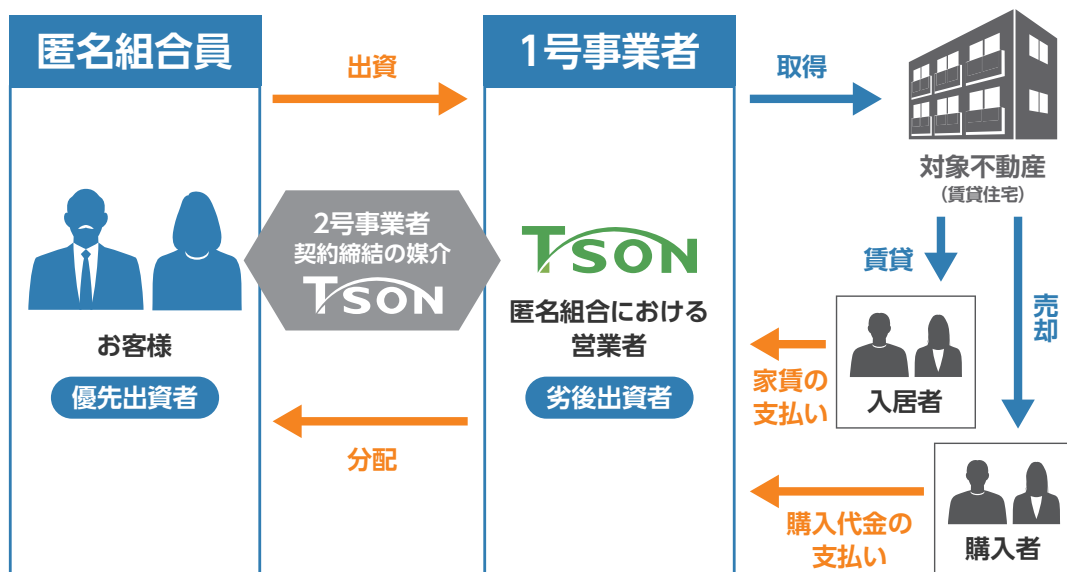 匿名組合員
出資
1号事業者
取得
対象不動産
(賃貸住宅)
2号事業者
契約締結の媒介
TSON
TSON
匿名組合における
営業者
お客様
優先出資者
劣後出資者
分配
賃貸
売却
入居者
家賃の
支払い
購入者
購入代金の
支払い